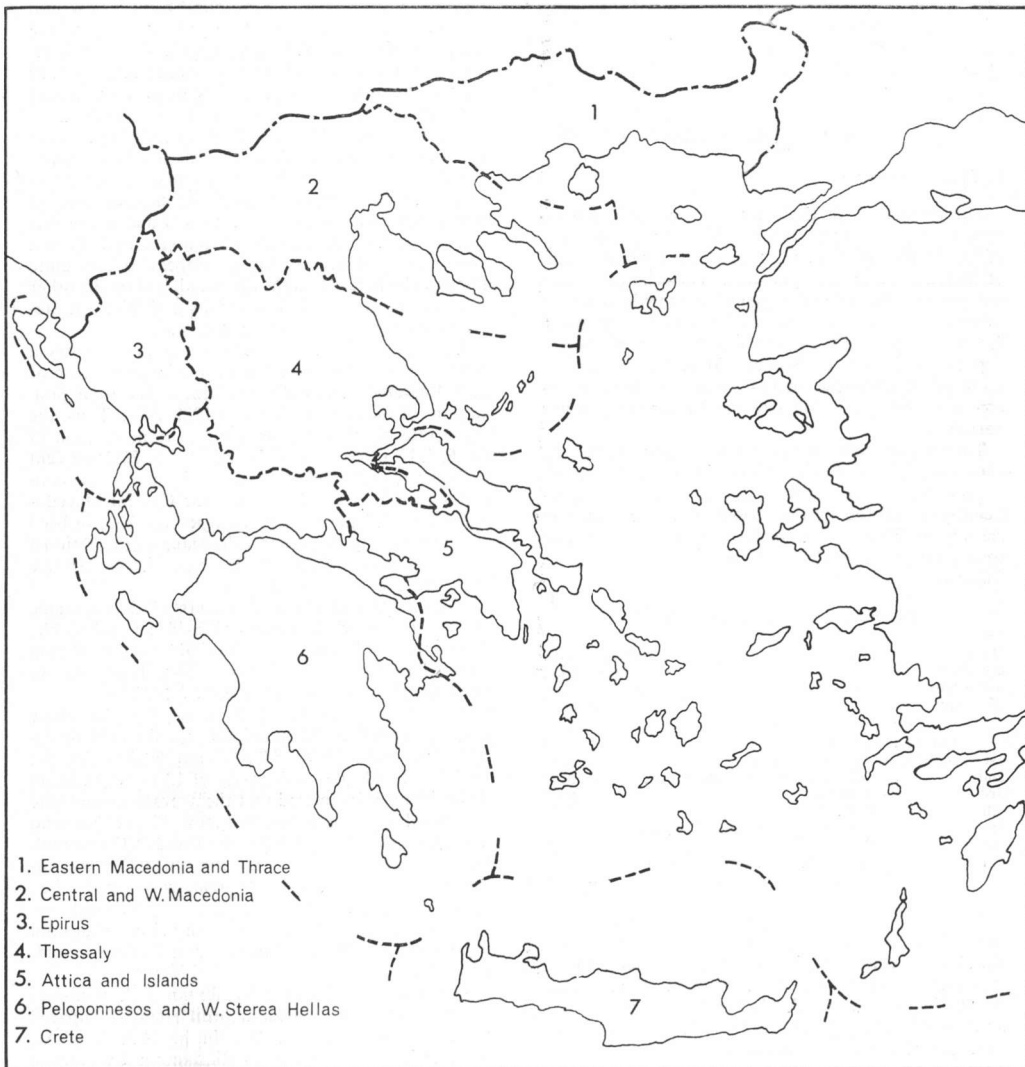 1
2
3
4
5
6
7
1. Eastern Macedonia and Thrace
2. Central and W. Macedonia
3. Epirus
4. Thessaly
5. Attica and Islands
6. Peloponnesos and W. Sterea Hellas
7. Crete